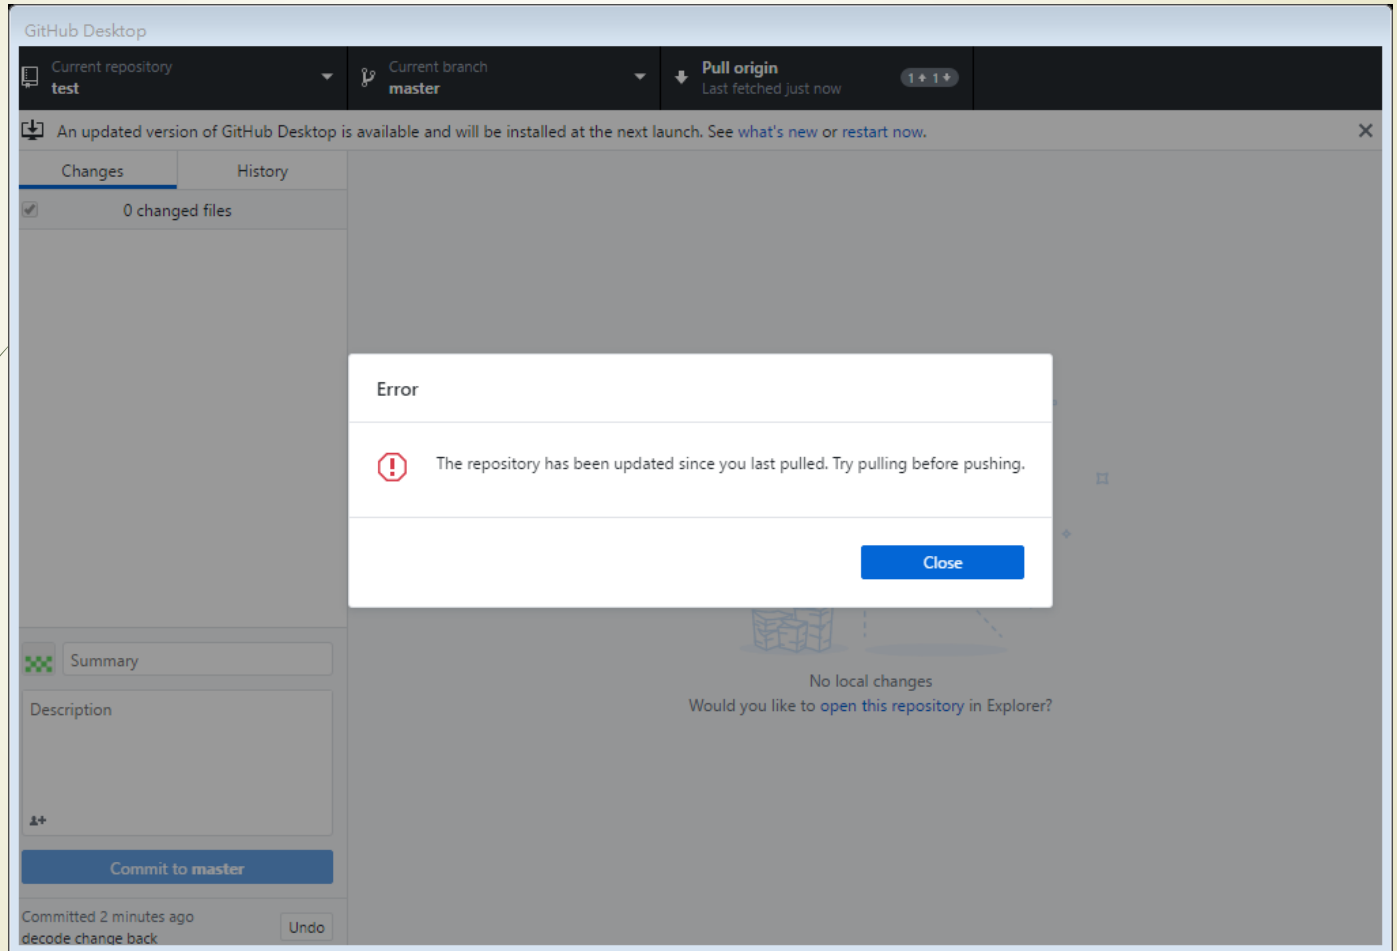 GitHub Desktop
Current repository
test
Current branch
master
Pull origin
Last fetched just now
1 1
An updated version of GitHub Desktop is available and will be installed at the next launch. See what's new or restart now.
Changes
History
0 changed files
Error
The repository has been updated since you last pulled. Try pulling before pushing.
Close
No local changes
Would you like to open this repository in Explorer?
Summary
Description
Commit to master
Committed 2 minutes ago
decode change back
Undo